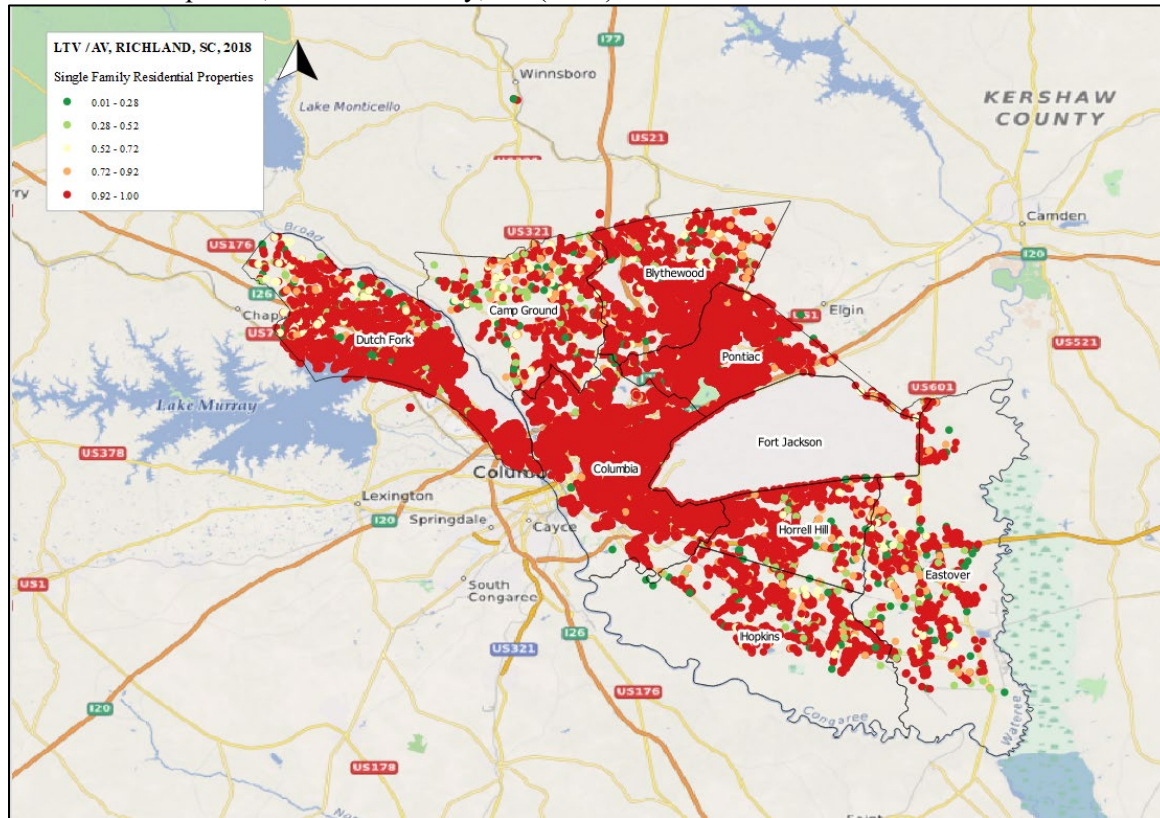 LTV / AV, RICHLAND, SC, 2018
Single Family Residential Properties
0.01 - 0.28
0.28 - 0.52
0.52 - 0.72
0.72 - 0.92
0.92 - 1.00
I77
Winnsboro
Lake Monticello
KERSHAW
COUNTY
US21
Camden
US176
Broad
US321
I20
Blythewood
I26
Elgin
Camp Ground
Dutch Fork
Pontiac
US521
US601
Lake Murray
Fort Jackson
US378
Columbia
Lexington
I20
Springdale
Cayce
Horrell Hill
Eastover
US1
South
Congaree
I26
Hopkins
US321
US176
I20
Congaree
Wateree
US178